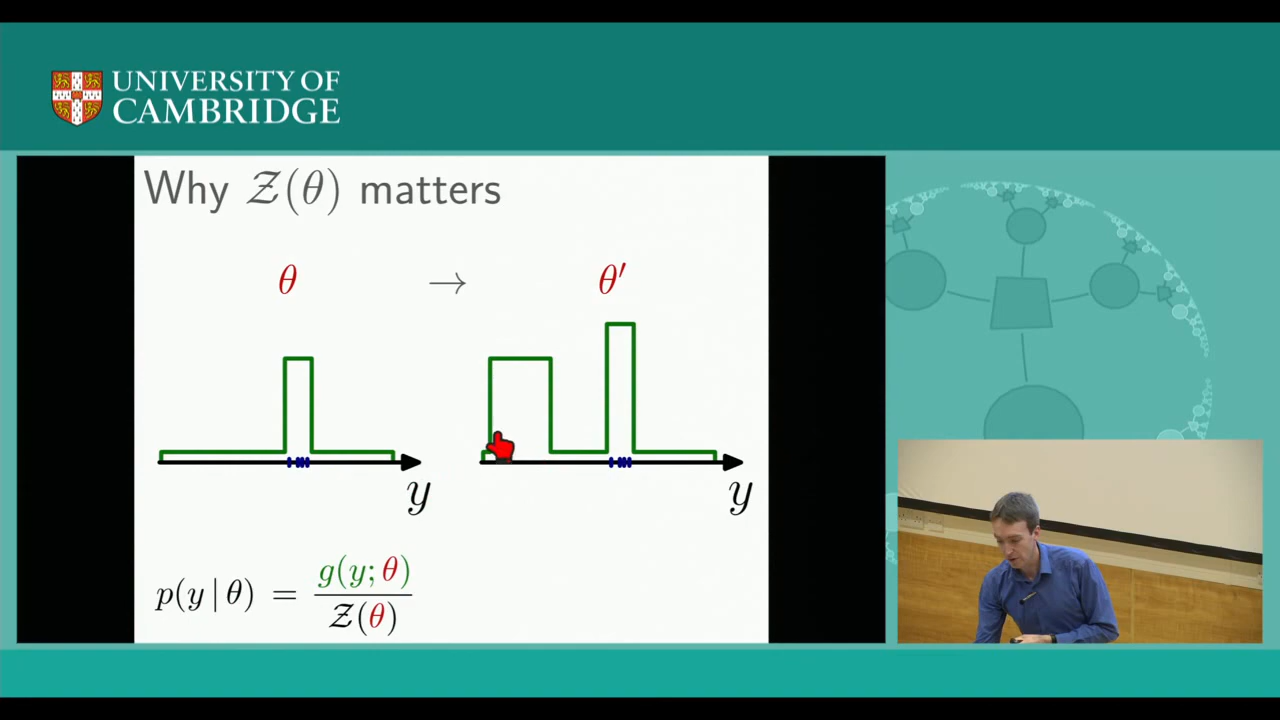 UNIVERSITY OF
CAMBRIDGE
Why 𝒵(θ) matters
θ → θ′
y y
p(y | θ) = g(y; θ) / 𝒵(θ)